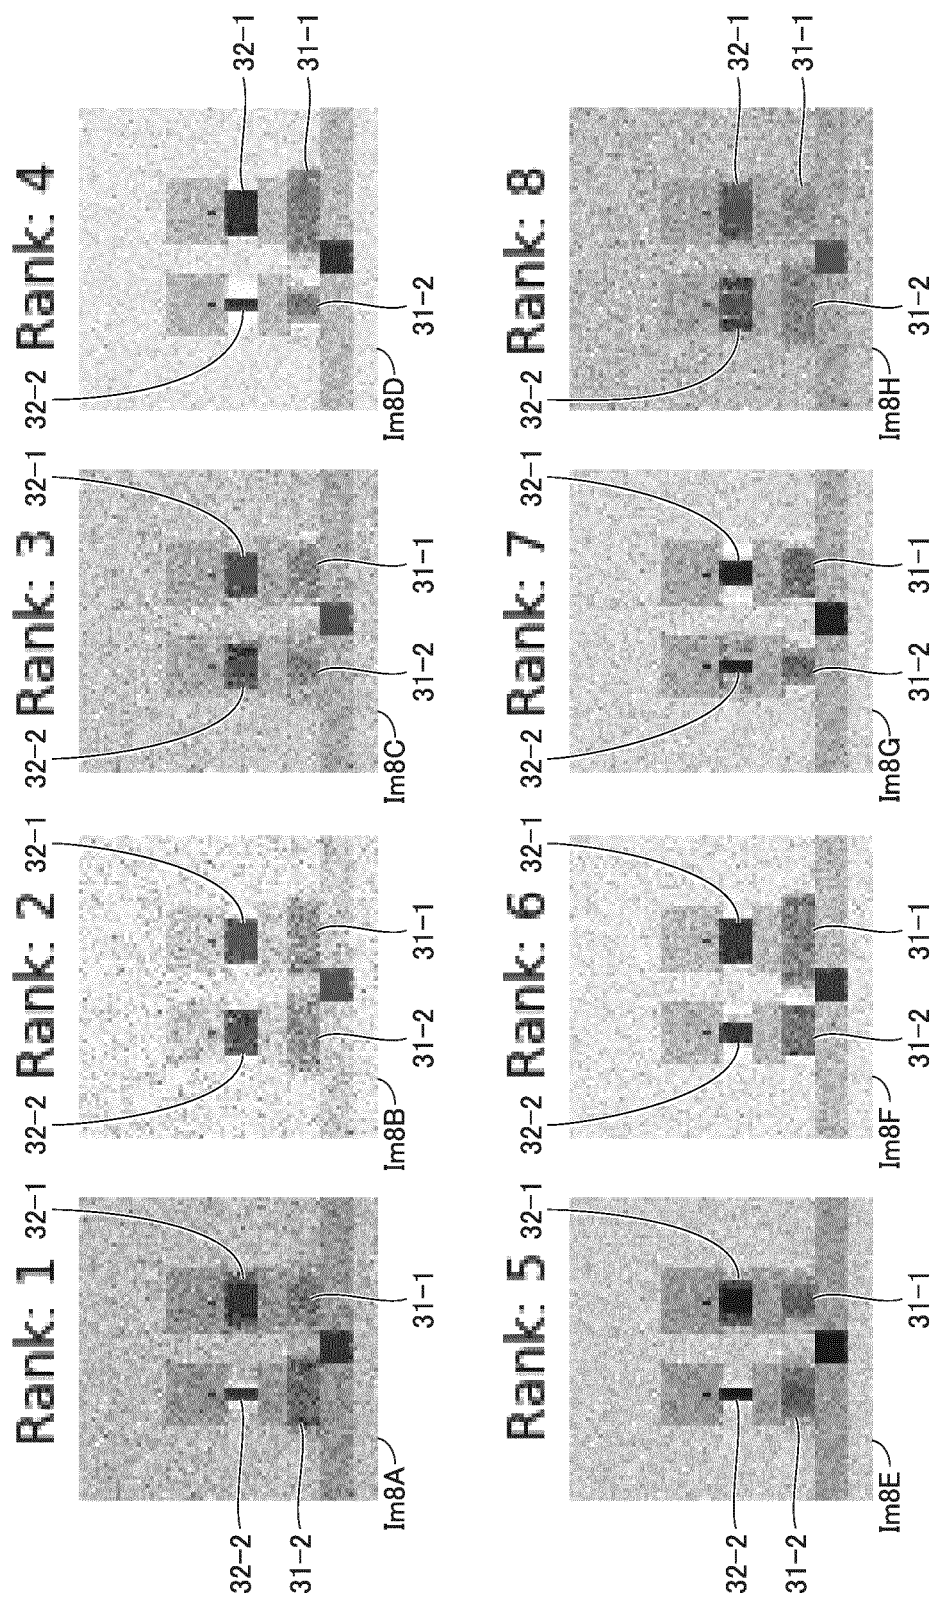 Rank: 1
32-1
32-2
31-1
31-2
Im8A
Rank: 2
32-1
32-2
31-1
31-2
Im8B
Rank: 3
32-1
32-2
31-1
31-2
Im8C
Rank: 4
32-1
32-2
31-1
31-2
Im8D
Rank: 5
32-1
32-2
31-1
31-2
Im8E
Rank: 6
32-1
32-2
31-1
31-2
Im8F
Rank: 7
32-1
32-2
31-1
31-2
Im8G
Rank: 8
32-1
32-2
31-1
31-2
Im8H